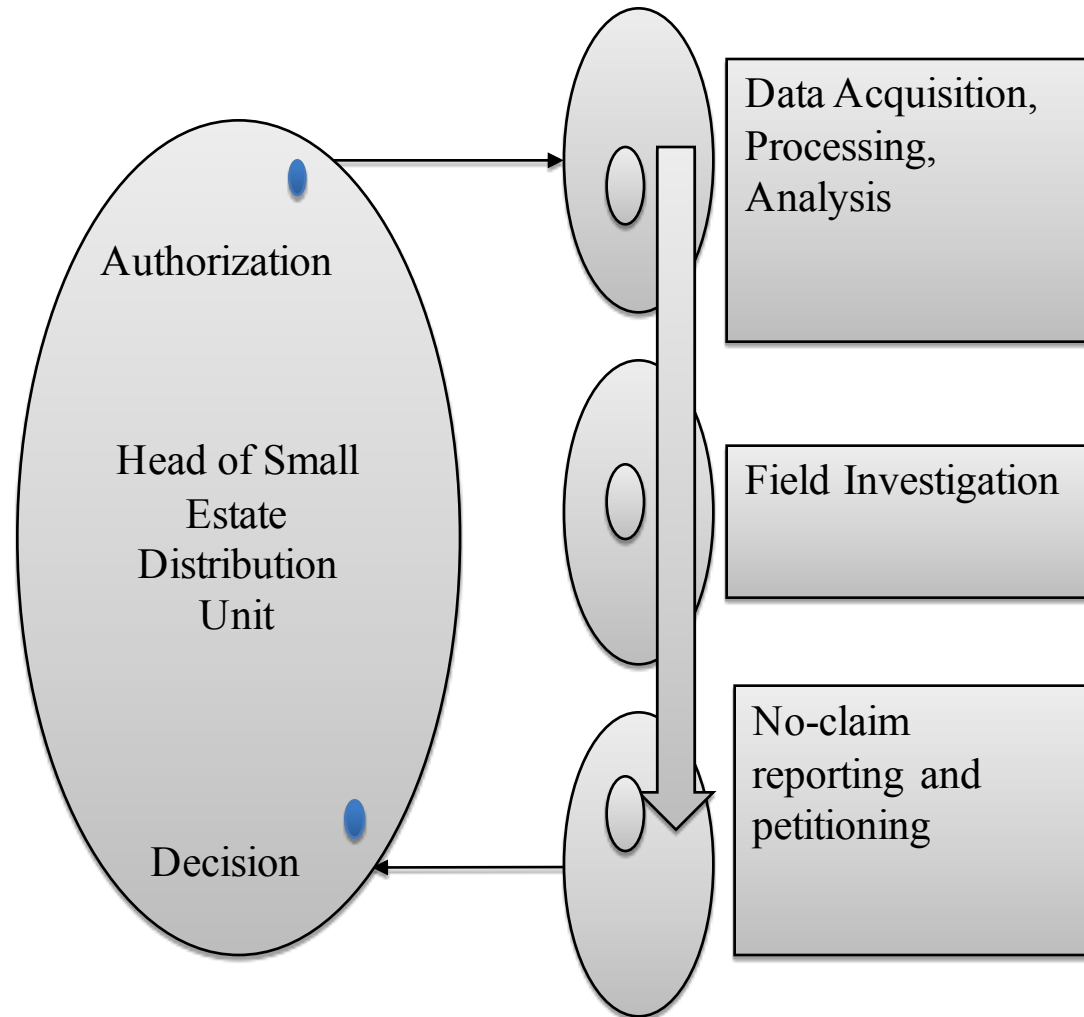 Authorization
Head of Small
Estate
Distribution
Unit
Decision
Data Acquisition,
Processing,
Analysis
Field Investigation
No-claim
reporting and
petitioning